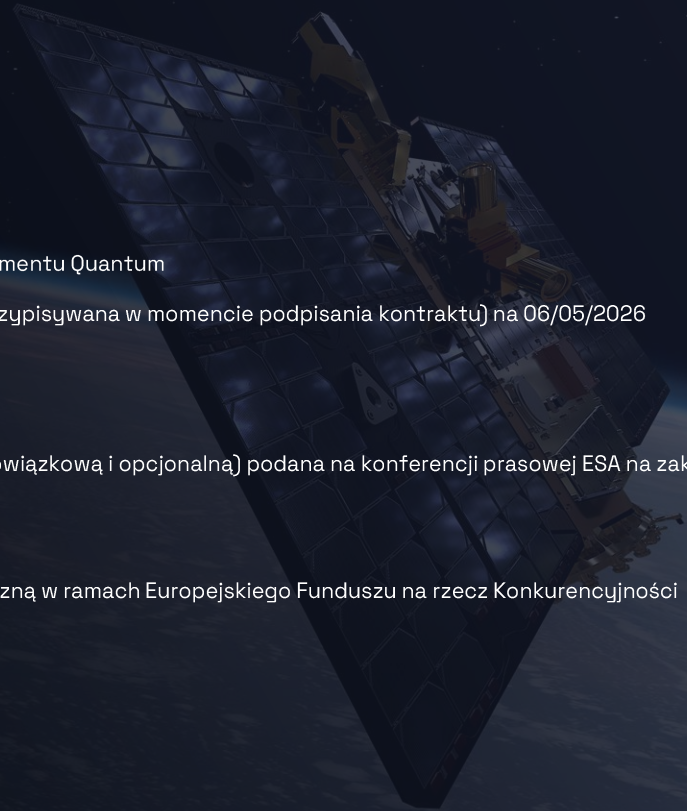 mentu Quantum
zypisywana w momencie podpisania kontraktu) na 06/05/2026
owiązkową i opcjonalną) podana na konferencji prasowej ESA na zak
zną w ramach Europejskiego Funduszu na rzecz Konkurencyjności